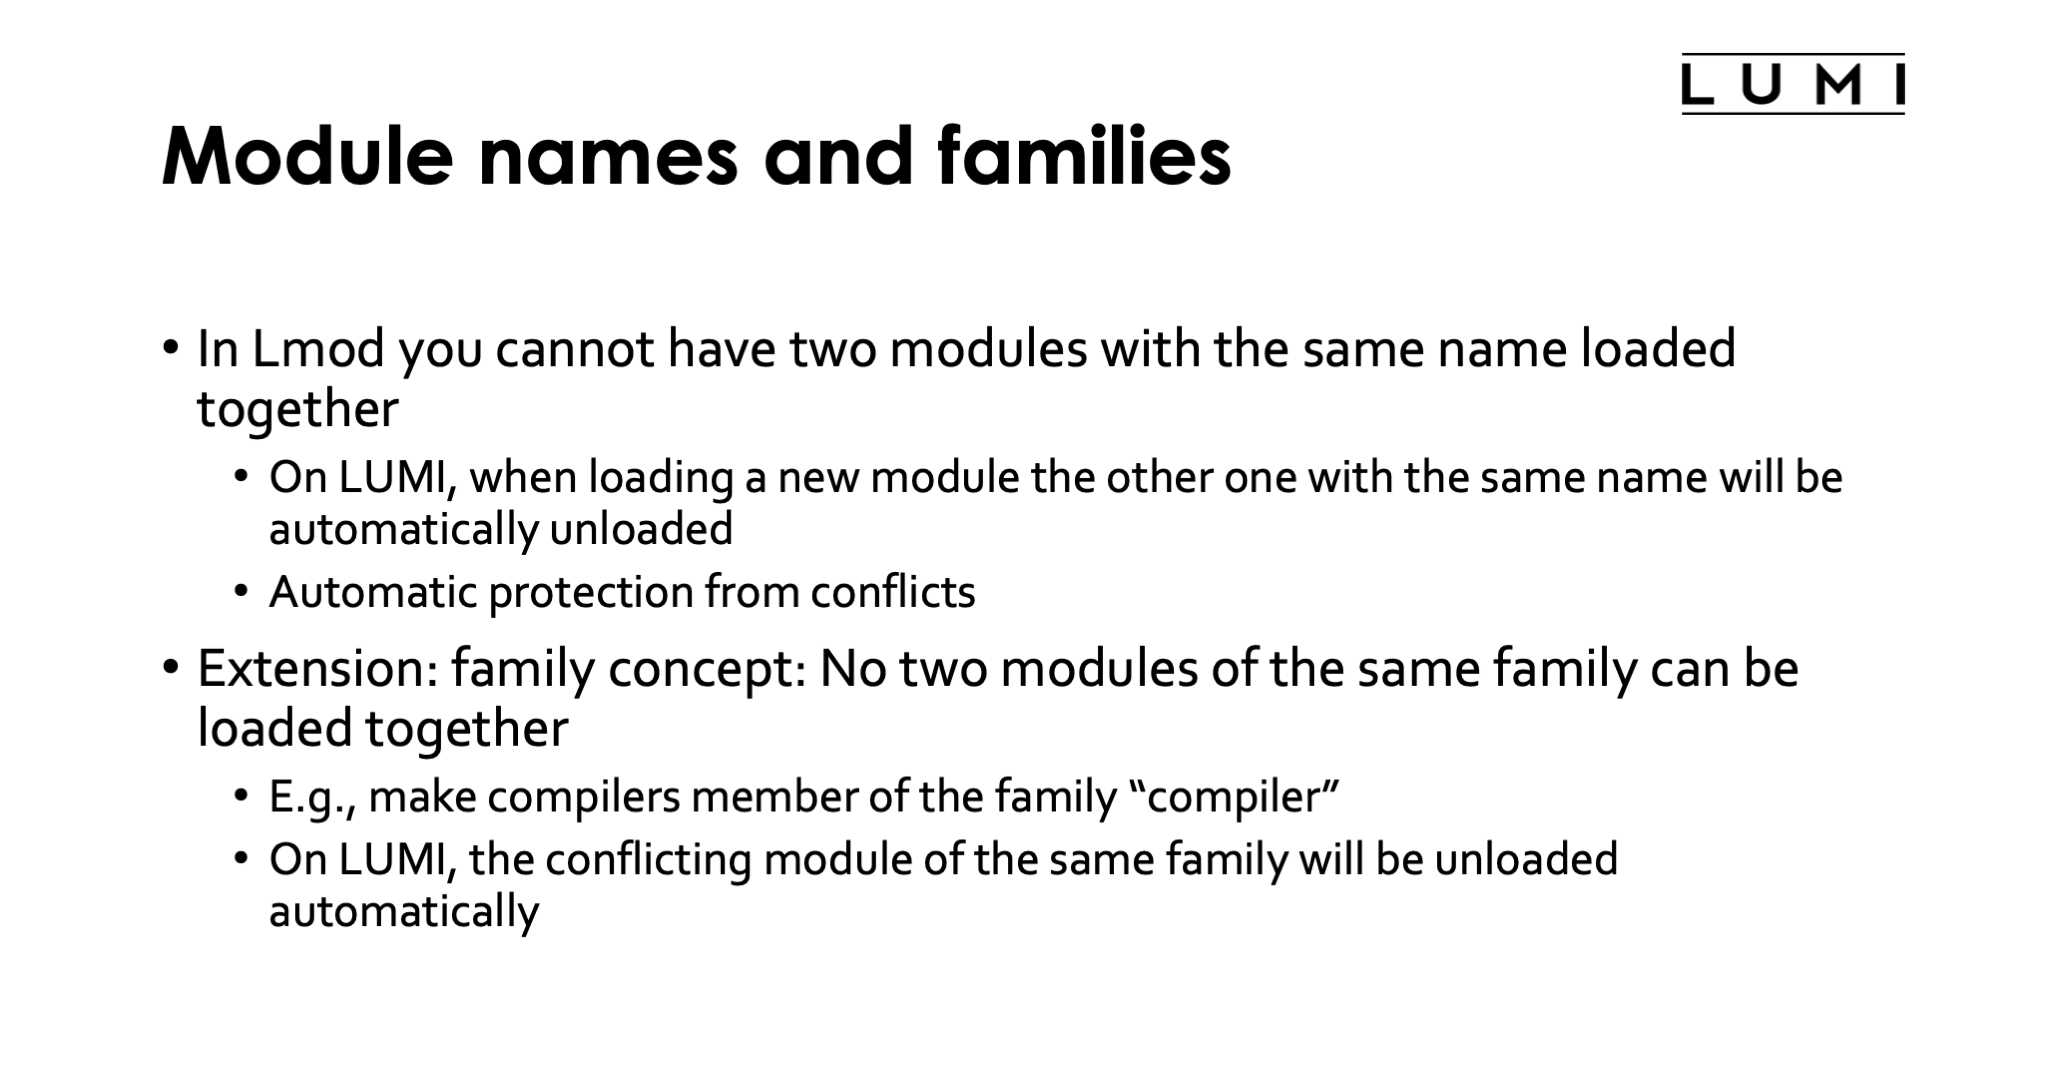 LUMI
Module names and families
• In Lmod you cannot have two modules with the same name loaded
together
• On LUMI, when loading a new module the other one with the same name will be
automatically unloaded
• Automatic protection from conflicts
• Extension: family concept: No two modules of the same family can be
loaded together
• E.g., make compilers member of the family “compiler”
• On LUMI, the conflicting module of the same family will be unloaded
automatically